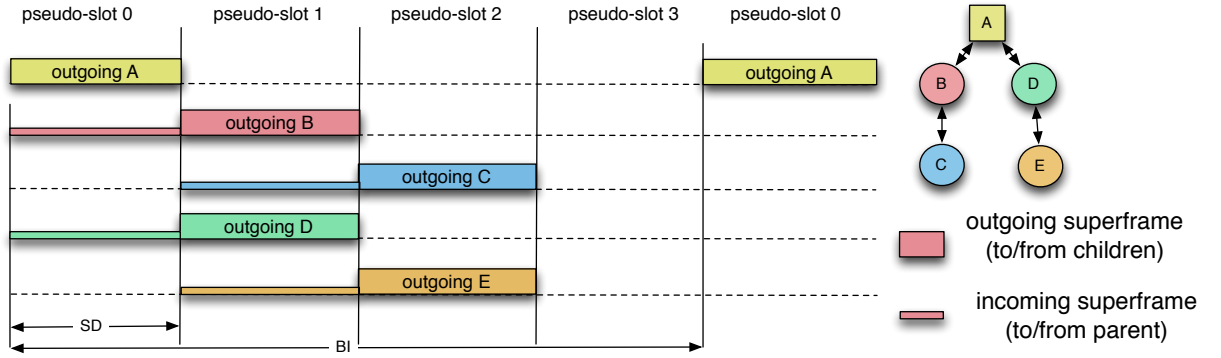 pseudo-slot 0 pseudo-slot 1 pseudo-slot 2 pseudo-slot 3 pseudo-slot 0
A
outgoing A outgoing A
B D
outgoing B
C E
outgoing C
outgoing D
outgoing superframe
(to/from children)
outgoing E
incoming superframe
(to/from parent)
SD
BI